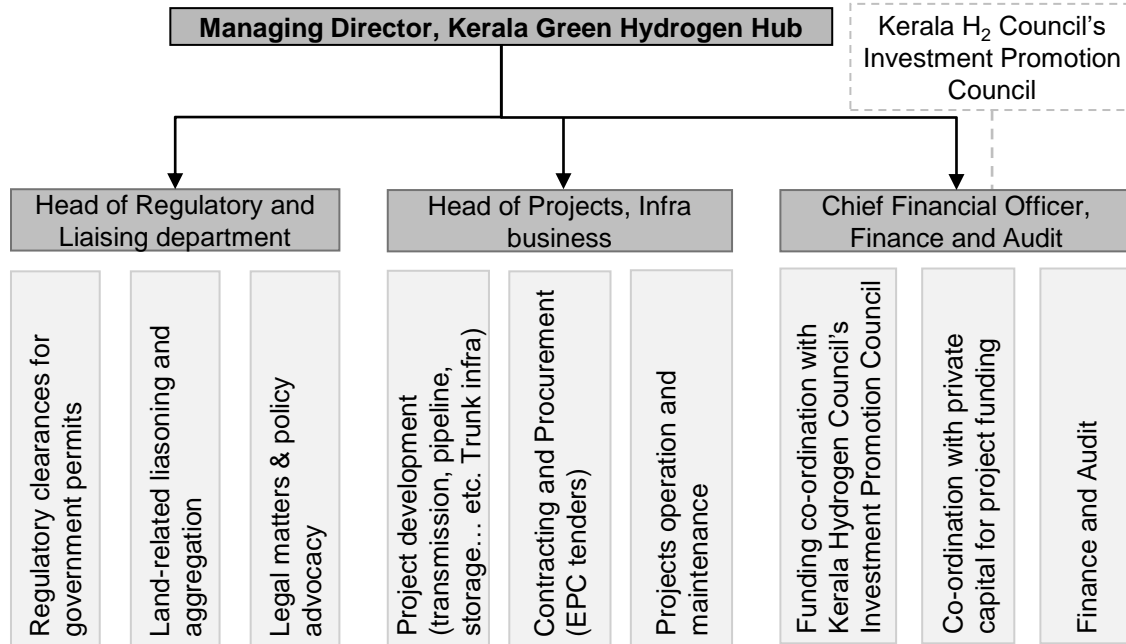 Managing Director, Kerala Green Hydrogen Hub
Kerala H₂ Council's
Investment Promotion
Council
Head of Regulatory and
Liaising department
Head of Projects, Infra
business
Chief Financial Officer,
Finance and Audit
Regulatory clearances for
government permits
Land-related liasoning and
aggregation
Legal matters & policy
advocacy
Project development
(transmission, pipeline,
storage… etc. Trunk infra)
Contracting and Procurement
(EPC tenders)
Projects operation and
maintenance
Funding co-ordination with
Kerala Hydrogen Council's
Investment Promotion Council
Co-ordination with private
capital for project funding
Finance and Audit